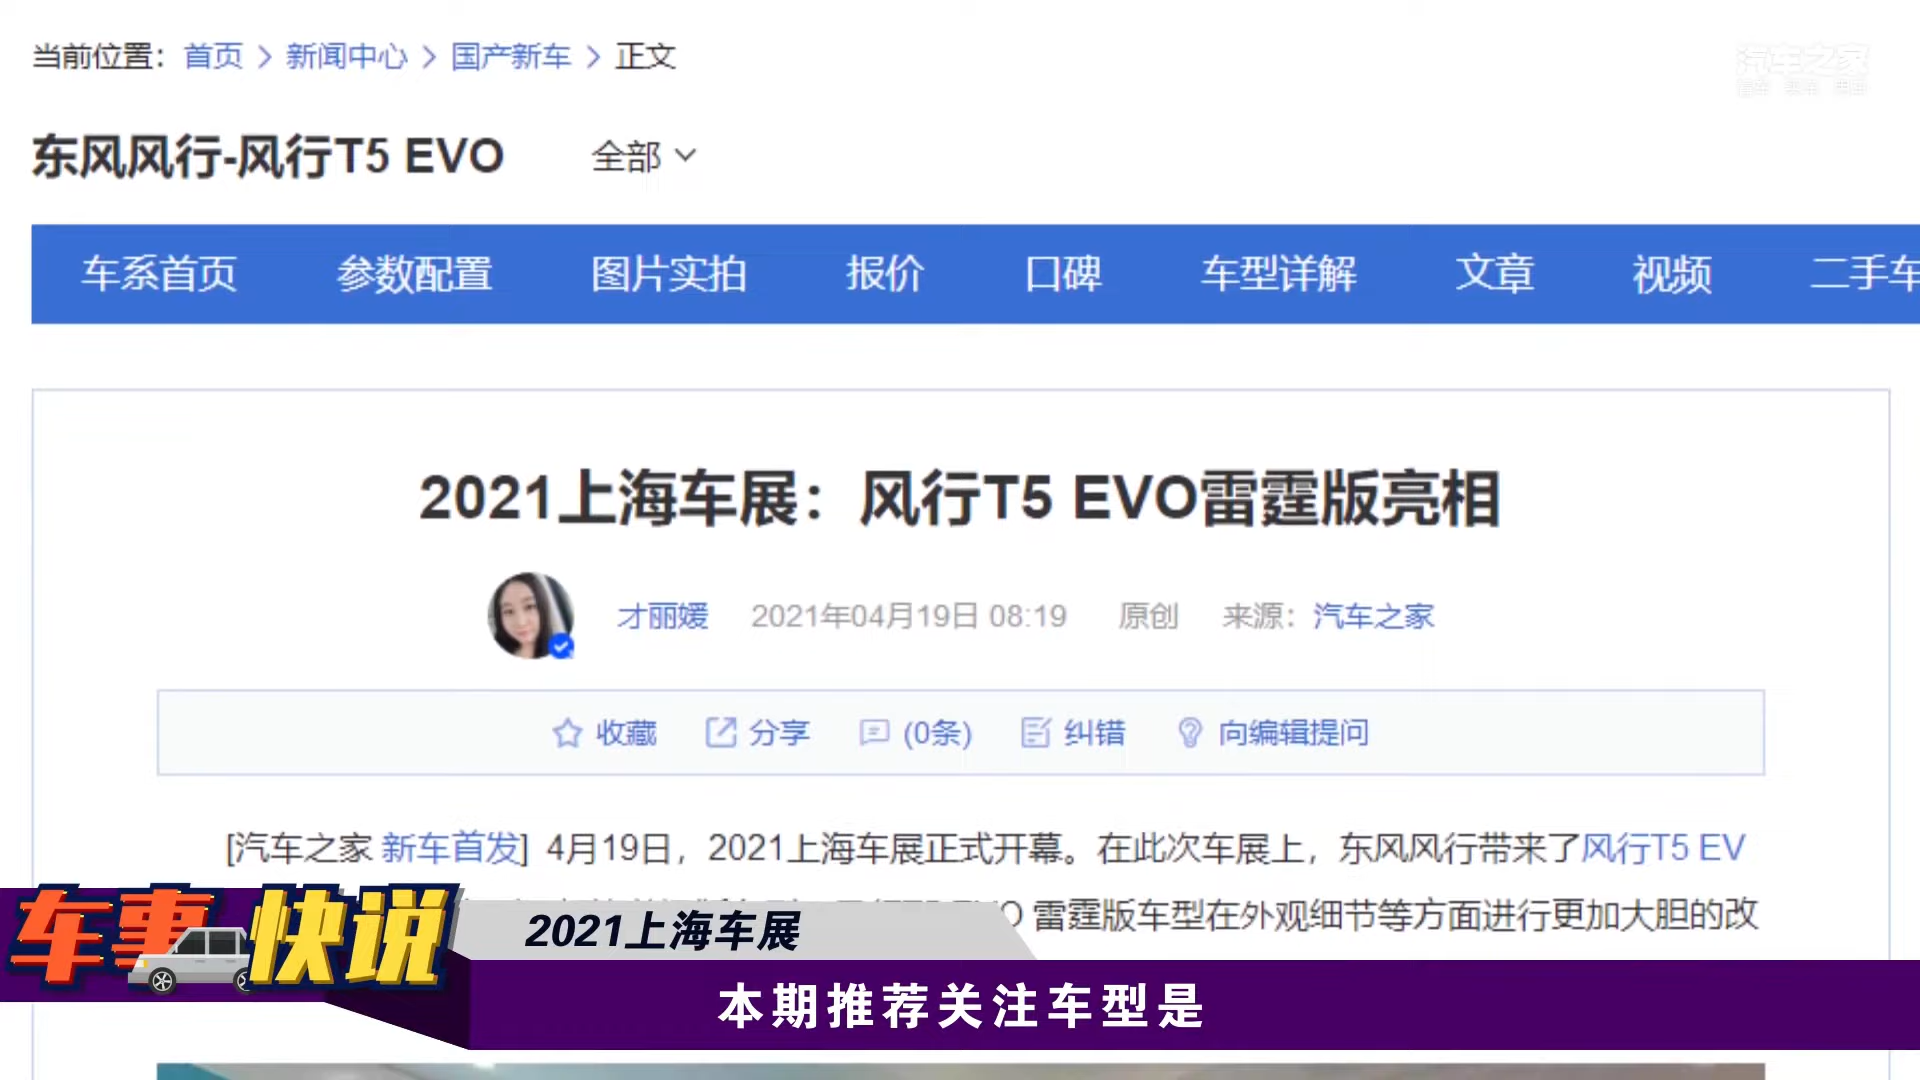 当前位置：首页 > 新闻中心 > 国产新车 > 正文
汽车之家
东风风行-风行T5 EVO 全部
车系首页 参数配置 图片实拍 报价 口碑 车型详解 文章 视频 二手车
2021上海车展：风行T5 EVO雷霆版亮相
才丽媛 2021年04月19日 08:19 原创 来源：汽车之家
收藏 分享 (0条) 纠错 向编辑提问
[汽车之家 新车首发] 4月19日，2021上海车展正式开幕。在此次车展上，东风风行带来了风行T5 EV
雷霆版车型在外观细节等方面进行更加大胆的改
车事快说
2021上海车展
本期推荐关注车型是